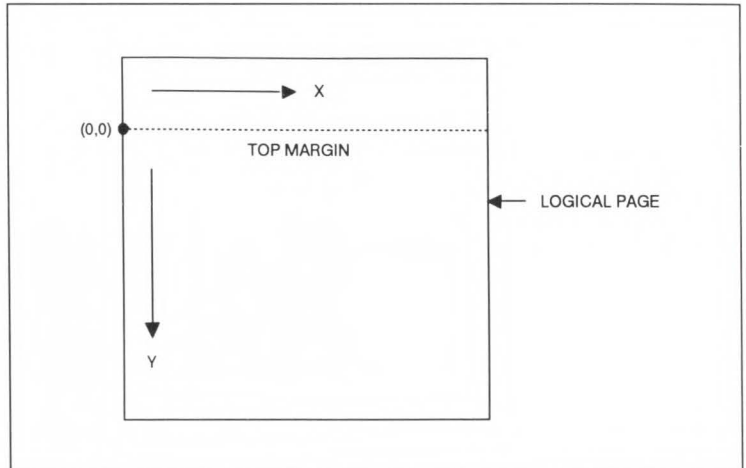 X
(0,0)
TOP MARGIN
LOGICAL PAGE
Y